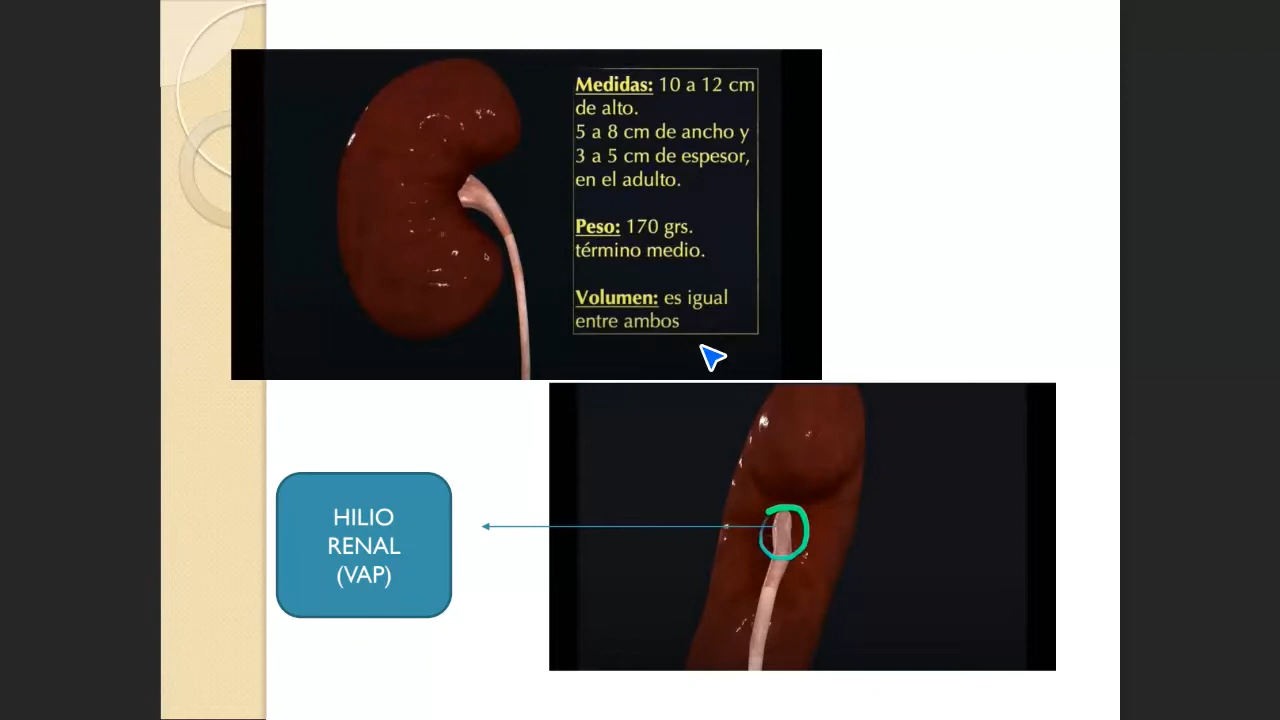 Medidas: 10 a 12 cm
de alto.
5 a 8 cm de ancho y
3 a 5 cm de espesor,
en el adulto.
Peso: 170 grs.
término medio.
Volumen: es igual
entre ambos
HILIO
RENAL
(VAP)